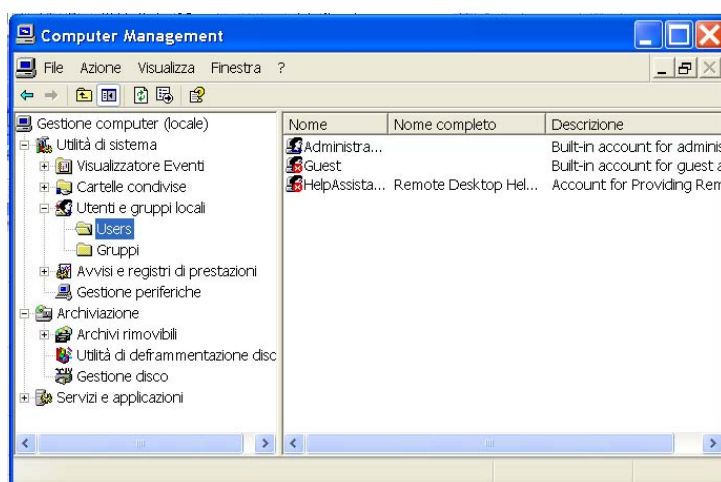 Computer Management
File Azione Visualizza Finestra ?
Gestione computer (locale)
Utilità di sistema
Visualizzatore Eventi
Cartelle condivise
Utenti e gruppi locali
Users
Gruppi
Avvisi e registri di prestazioni
Gestione periferiche
Archiviazione
Archivi rimovibili
Utilità di deframmentazione disc
Gestione disco
Servizi e applicazioni
Nome Nome completo Descrizione
Administra... Built-in account for adminis
Guest Built-in account for guest a
HelpAssista... Remote Desktop Hel... Account for Providing Rem